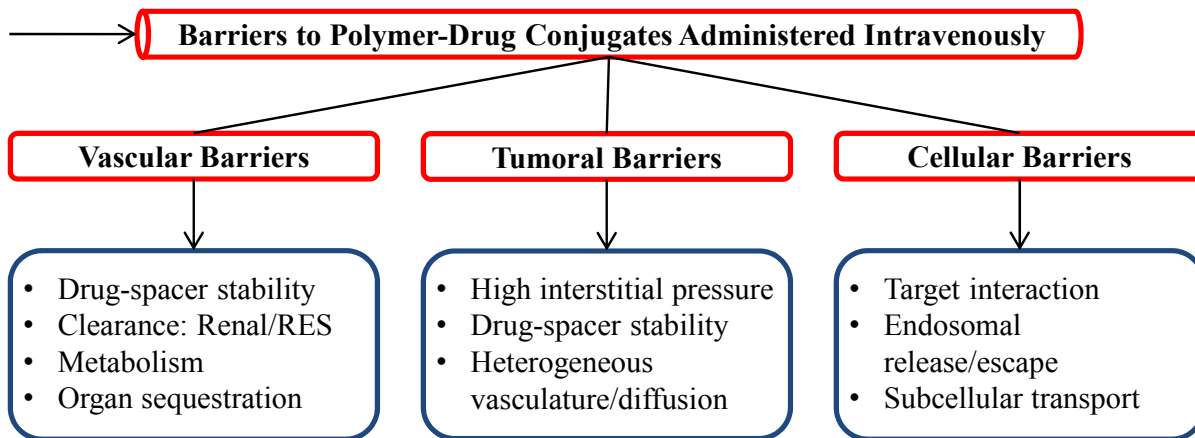 Barriers to Polymer-Drug Conjugates Administered Intravenously
Vascular Barriers
Tumoral Barriers
Cellular Barriers
• Drug-spacer stability
• Clearance: Renal/RES
• Metabolism
• Organ sequestration
• High interstitial pressure
• Drug-spacer stability
• Heterogeneous
vasculature/diffusion
• Target interaction
• Endosomal
release/escape
• Subcellular transport